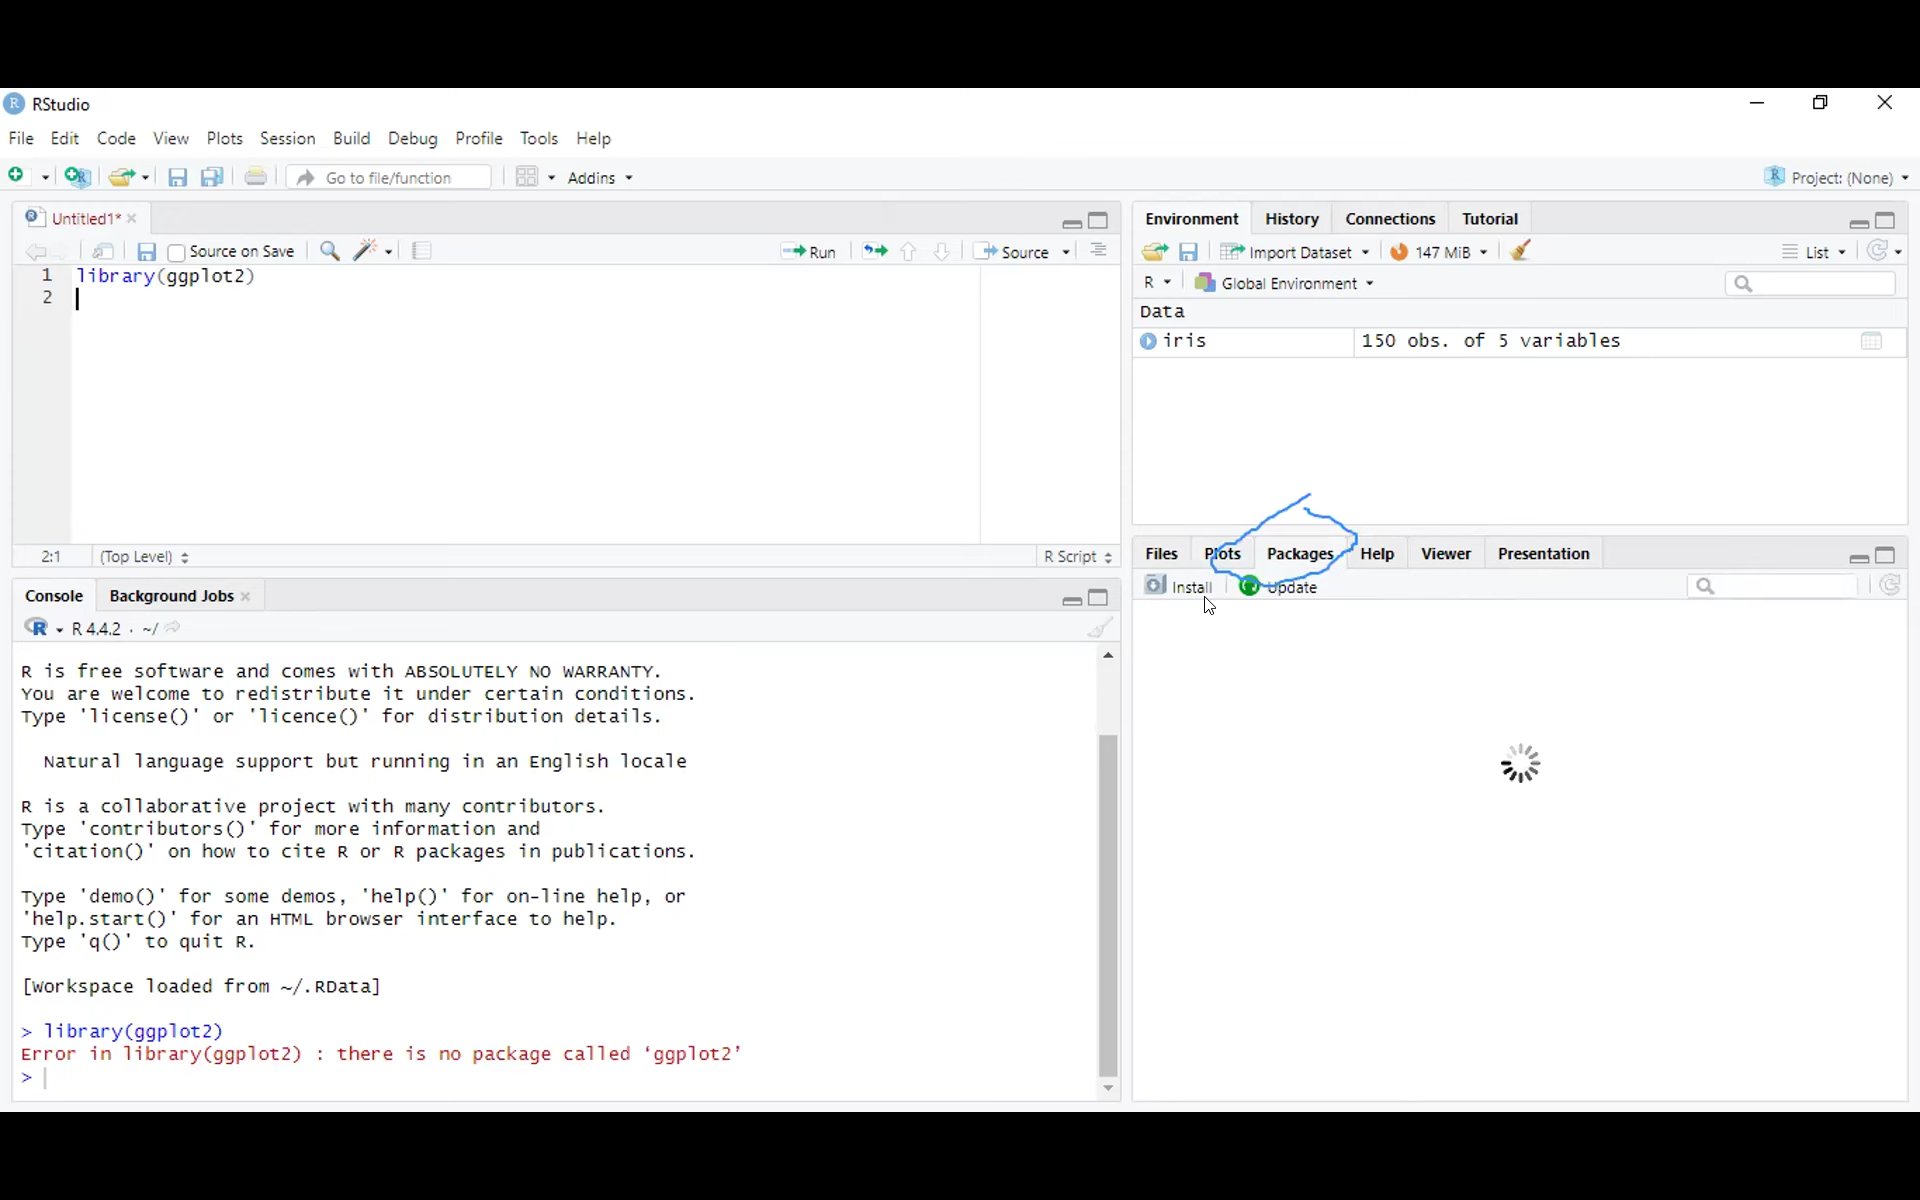 RStudio
File Edit Code View Plots Session Build Debug Profile Tools Help
Go to file/function Addins Project: (None)
Untitled1*
Source on Save Run Source
1 library(ggplot2)
2
2:1 (Top Level) R Script
Console Background Jobs
R 4.4.2 · ~/
R is free software and comes with ABSOLUTELY NO WARRANTY.
You are welcome to redistribute it under certain conditions.
Type 'license()' or 'licence()' for distribution details.
Natural language support but running in an English locale
R is a collaborative project with many contributors.
Type 'contributors()' for more information and
'citation()' on how to cite R or R packages in publications.
Type 'demo()' for some demos, 'help()' for on-line help, or
'help.start()' for an HTML browser interface to help.
Type 'q()' to quit R.
[Workspace loaded from ~/.RData]
> library(ggplot2)
Error in library(ggplot2) : there is no package called ‘ggplot2’
>
Environment History Connections Tutorial
Import Dataset 147 MiB List
R Global Environment
Data
iris 150 obs. of 5 variables
Files Plots Packages Help Viewer Presentation
Install Update